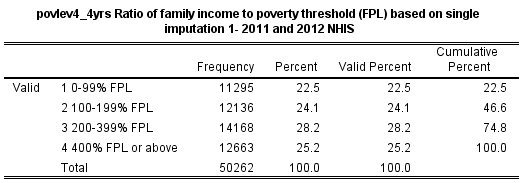 povlev4_4yrs Ratio of family income to poverty threshold (FPL) based on single
imputation 1- 2011 and 2012 NHIS
Frequency Percent Valid Percent Cumulative Percent
Valid 1 0-99% FPL 11295 22.5 22.5 22.5
2 100-199% FPL 12136 24.1 24.1 46.6
3 200-399% FPL 14168 28.2 28.2 74.8
4 400% FPL or above 12663 25.2 25.2 100.0
Total 50262 100.0 100.0